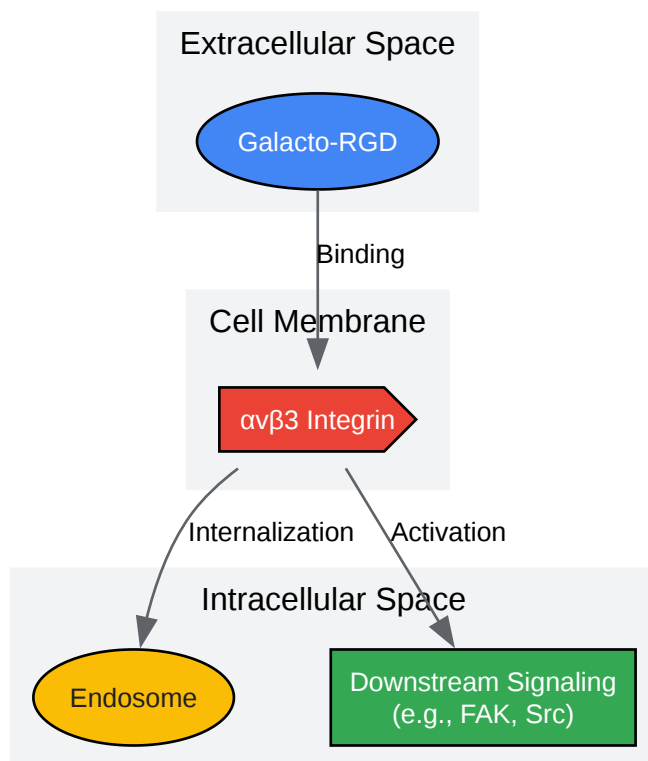 Extracellular Space
Galacto-RGD
Binding
Cell Membrane
αvβ3 Integrin
Internalization
Activation
Intracellular Space
Endosome
Downstream Signaling
(e.g., FAK, Src)